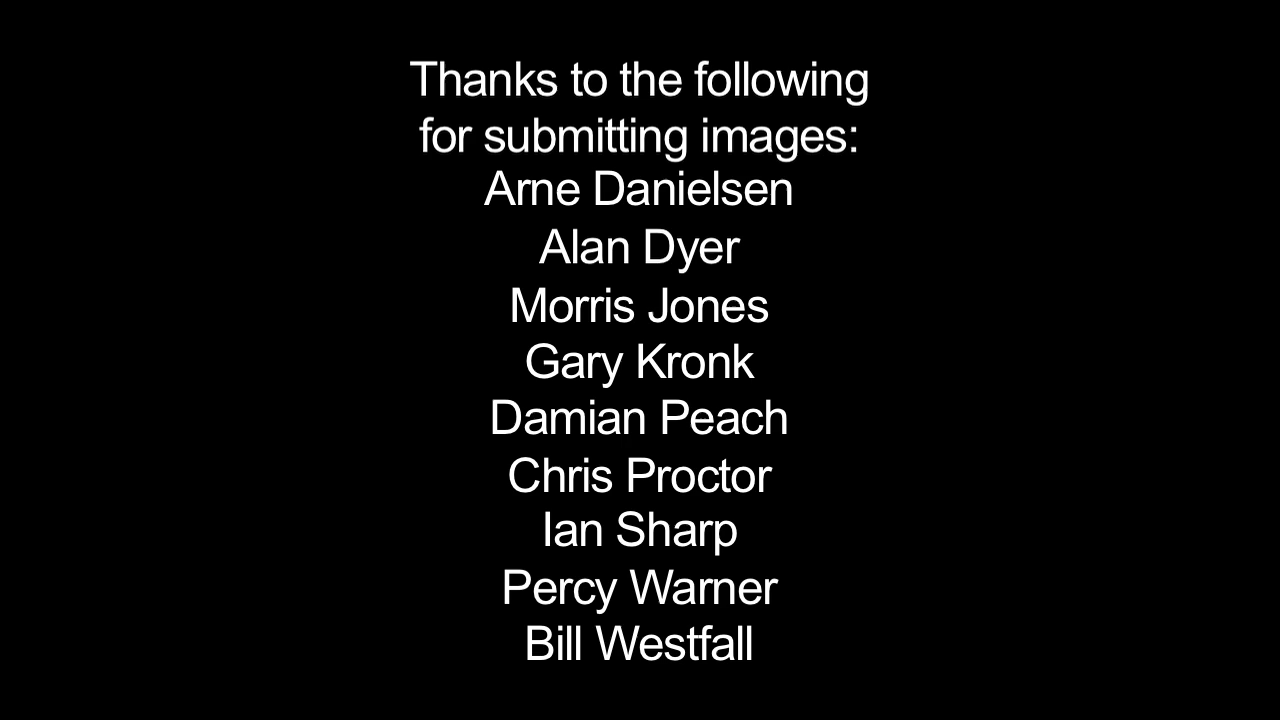 Thanks to the following
for submitting images:
Arne Danielsen
Alan Dyer
Morris Jones
Gary Kronk
Damian Peach
Chris Proctor
Ian Sharp
Percy Warner
Bill Westfall